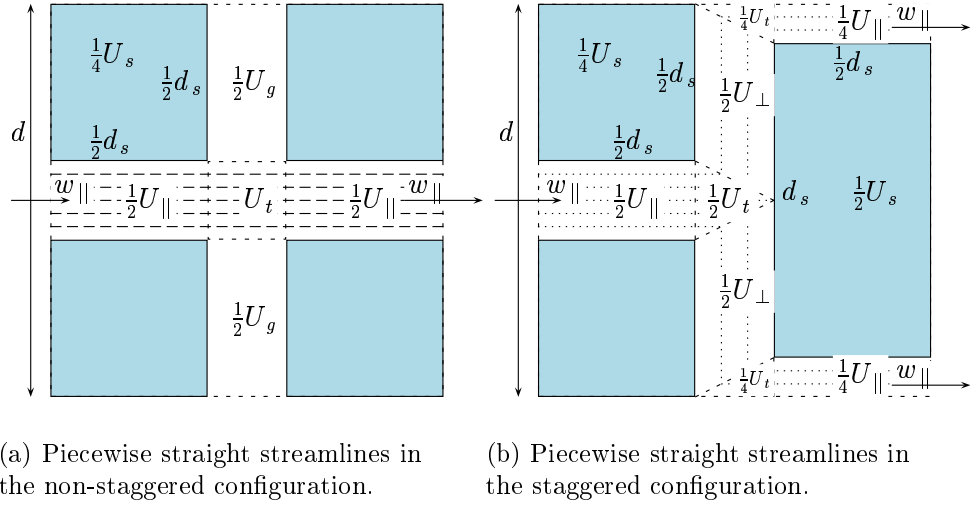 d
¼U_s
½d_s
½d_s
½U_g
w_∥
½U_∥
U_t
½U_∥
w_∥
½U_g
d
¼U_s
½d_s
½d_s
¼U_t
¼U_∥
w_∥
½d_s
½U_⊥
w_∥
½U_∥
½U_t
d_s
½U_s
½U_⊥
¼U_t
¼U_∥
w_∥
(a) Piecewise straight streamlines in
the non-staggered configuration.
(b) Piecewise straight streamlines in
the staggered configuration.